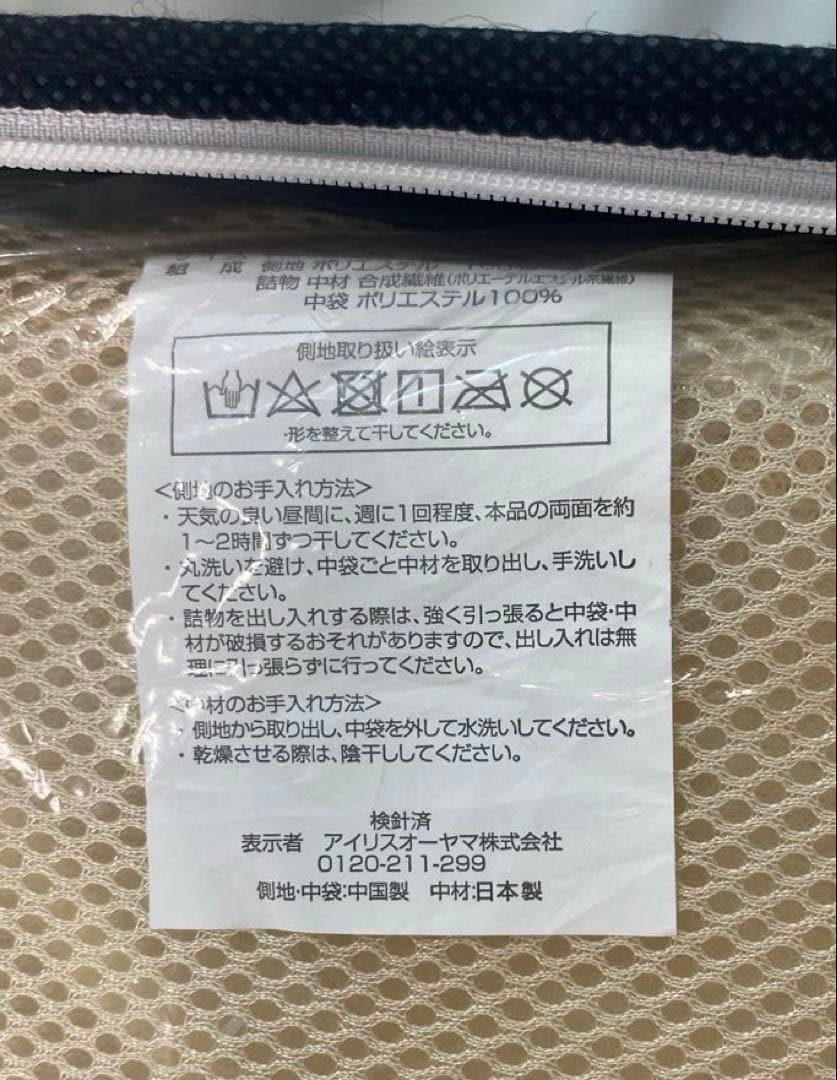 組 成 側地 ポリエステル
詰物 中材 合成繊維(ポリエーテルエステル系繊維)
中袋 ポリエステル100%
側地取り扱い絵表示
・形を整えて干してください。
<側地のお手入れ方法>
・天気の良い昼間に、週に1回程度、本品の両面を約
1〜2時間ずつ干してください。
・丸洗いを避け、中袋ごと中材を取り出し、手洗いし
てください。
・詰物を出し入れする際は、強く引っ張ると中袋・中
材が破損するおそれがありますので、出し入れは無
理に引っ張らずに行ってください。
<中材のお手入れ方法>
・側地から取り出し、中袋を外して水洗いしてください。
・乾燥させる際は、陰干ししてください。
検針済
表示者 アイリスオーヤマ株式会社
0120-211-299
側地・中袋:中国製 中材:日本製